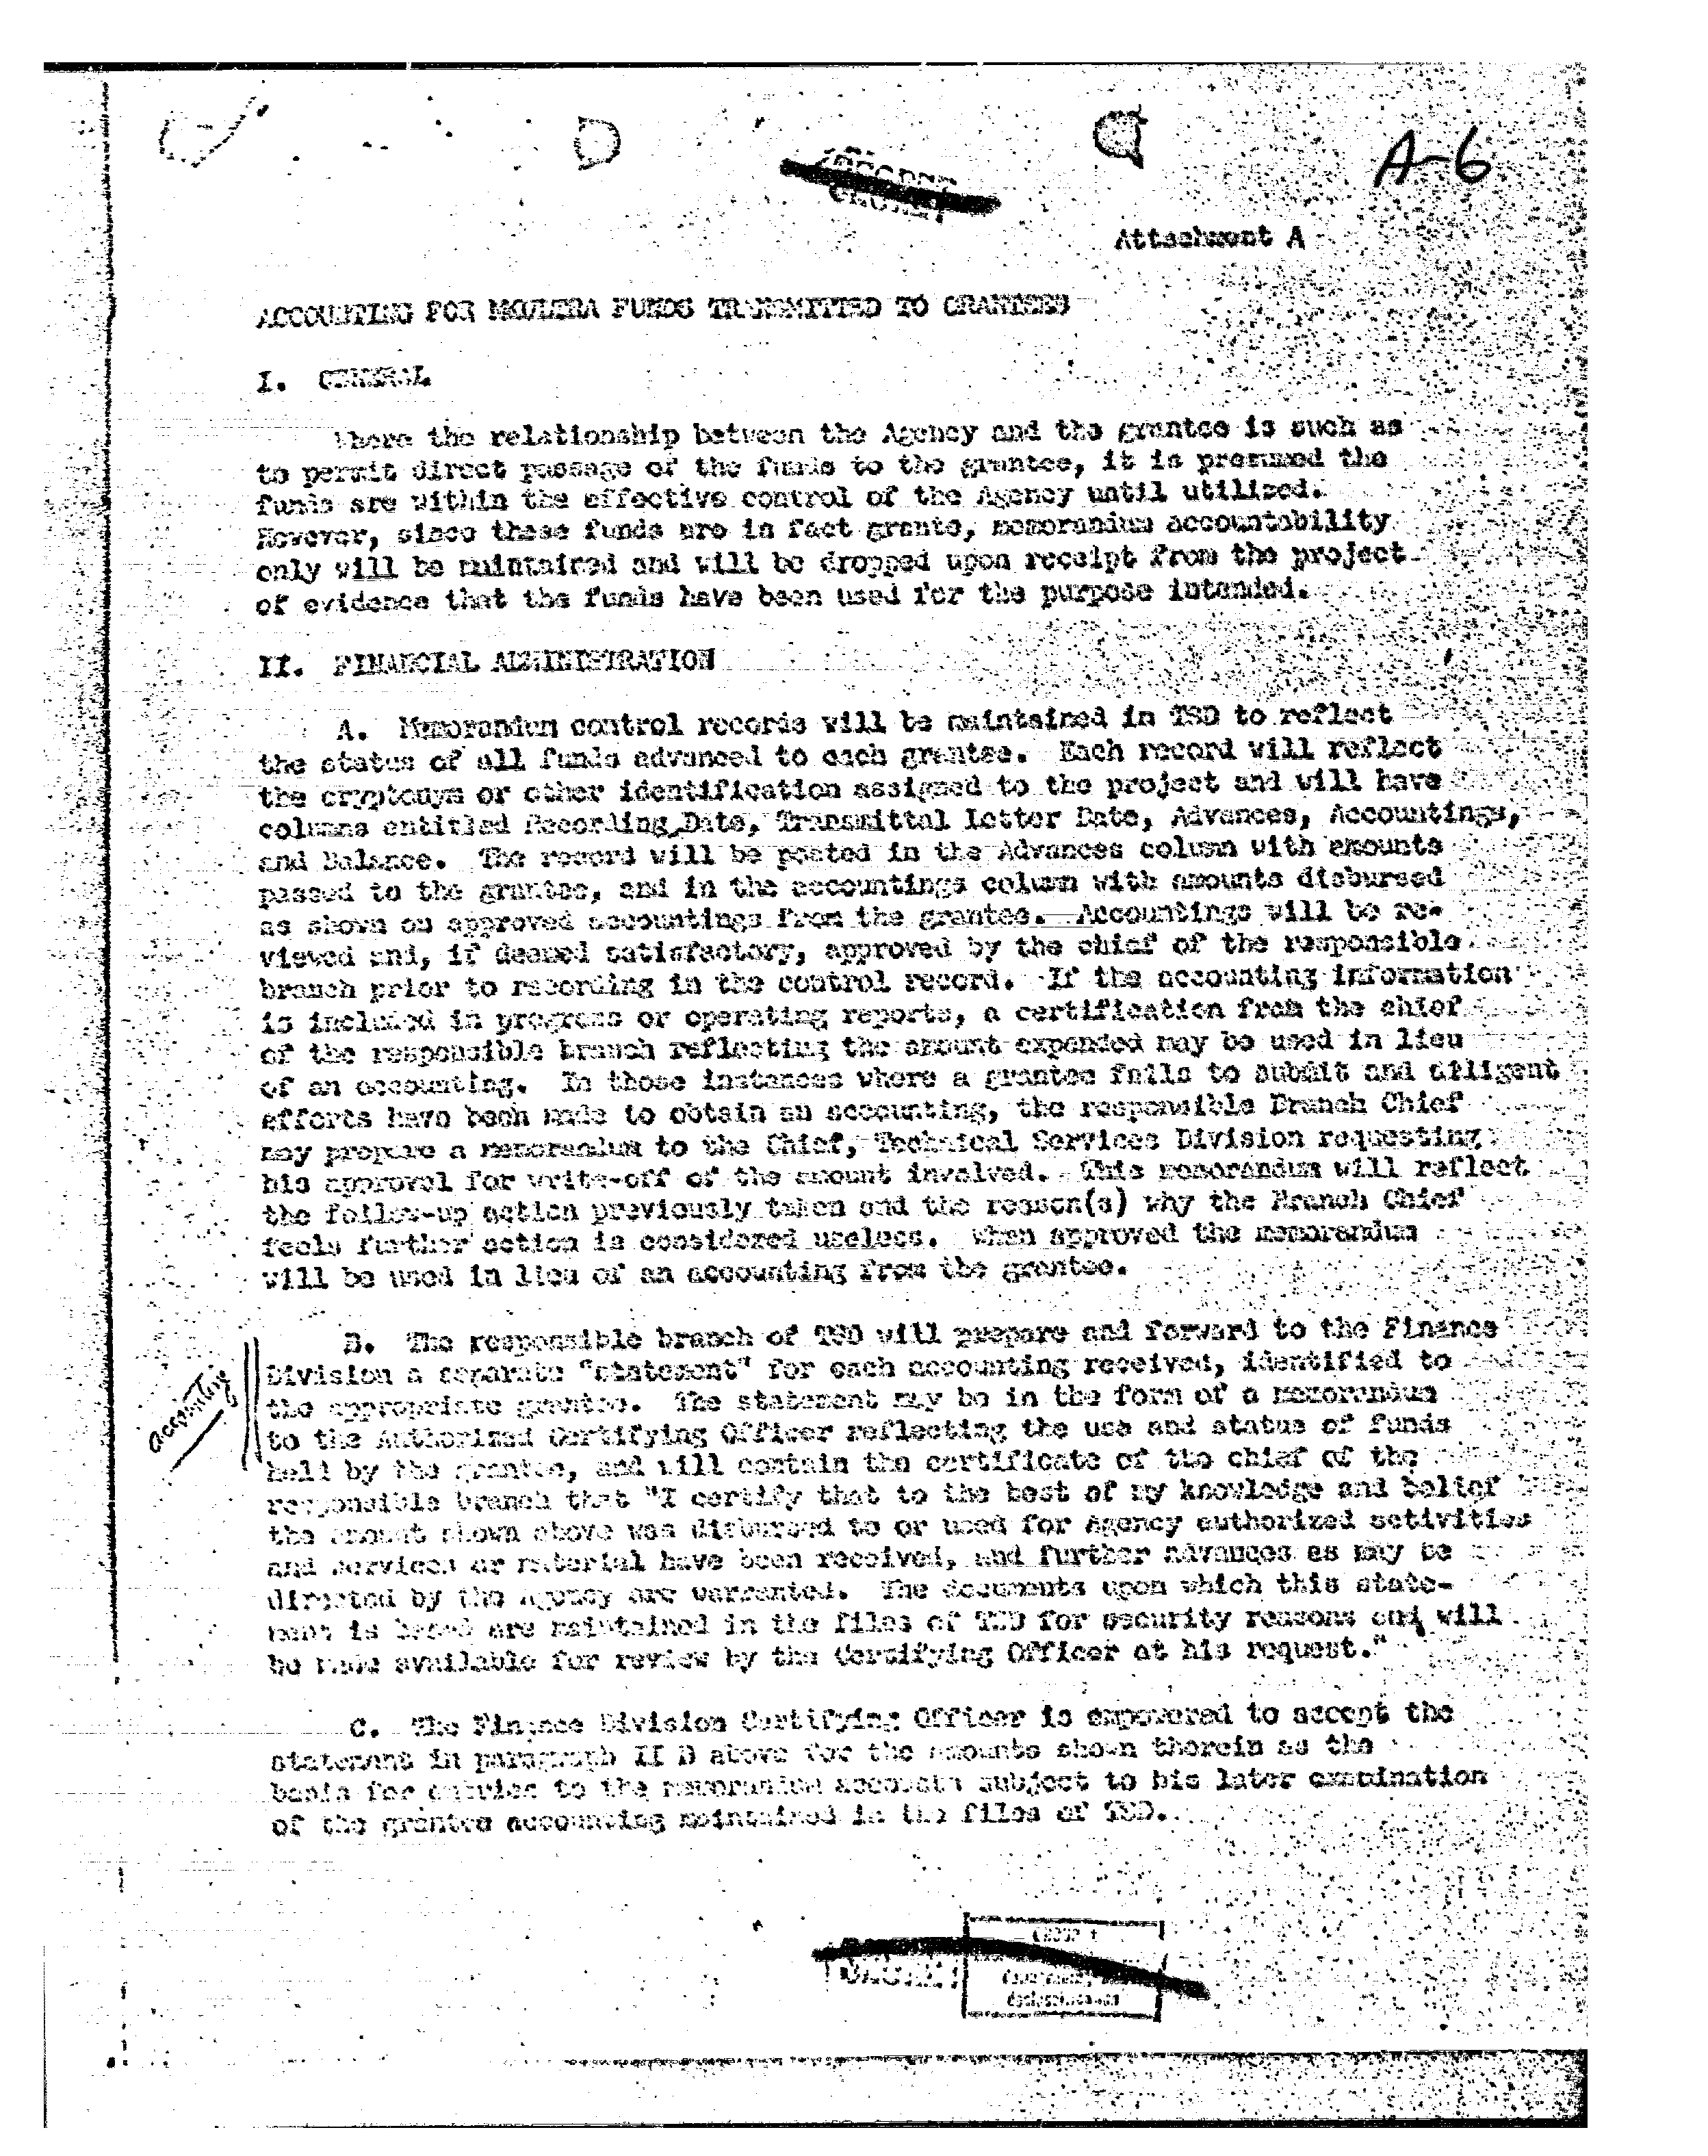 A-6
Attachment A
ACCOUNTING FOR MKULTRA FUNDS TRANSMITTED TO GRANTEES
I. GENERAL
Where the relationship between the Agency and the grantee is such as
to permit direct passage of the funds to the grantee, it is presumed the
funds are within the effective control of the Agency until utilized.
However, since these funds are in fact grants, memorandum accountability
only will be maintained and will be dropped upon receipt from the project
of evidence that the funds have been used for the purpose intended.
II. FINANCIAL ADMINISTRATION
A. Memorandum control records will be maintained in TSD to reflect
the status of all funds advanced to each grantee. Each record will reflect
the cryptonym or other identification assigned to the project and will have
columns entitled Recording Date, Transmittal Letter Date, Advances, Accountings,
and Balance. The record will be posted in the Advances column with amounts
passed to the grantee, and in the accountings column with amounts disbursed
as shown on approved accountings from the grantee. Accountings will be re-
viewed and, if deemed satisfactory, approved by the chief of the responsible
branch prior to recording in the control record. If the accounting information
is included in progress or operating reports, a certification from the chief
of the responsible branch reflecting the amount expended may be used in lieu
of an accounting. In those instances where a grantee fails to submit and diligent
efforts have been made to obtain an accounting, the responsible Branch Chief
may prepare a memorandum to the Chief, Technical Services Division requesting
his approval for write-off of the amount involved. This memorandum will reflect
the follow-up action previously taken and the reason(s) why the Branch Chief
feels further action is considered useless. When approved the memorandum
will be used in lieu of an accounting from the grantee.
B. The responsible branch of TSD will prepare and forward to the Finance
Division a separate "statement" for each accounting received, identified to
the appropriate grantee. The statement may be in the form of a memorandum
to the Authorized Certifying Officer reflecting the use and status of funds
held by the grantee, and will contain the certificate of the chief of the
responsible branch that "I certify that to the best of my knowledge and belief
the amount shown above was disbursed to or used for Agency authorized activities
and services or material have been received, and further advances as may be
directed by the Agency are warranted. The documents upon which this state-
ment is based are maintained in the files of TSD for security reasons and will
be made available for review by the Certifying Officer at his request."
accounting
C. The Finance Division Certifying Officer is empowered to accept the
statement in paragraph II B above for the amounts shown therein as the
basis for entries to the memorandum accounts subject to his later examination
of the grantee accounting maintained in the files of TSD.